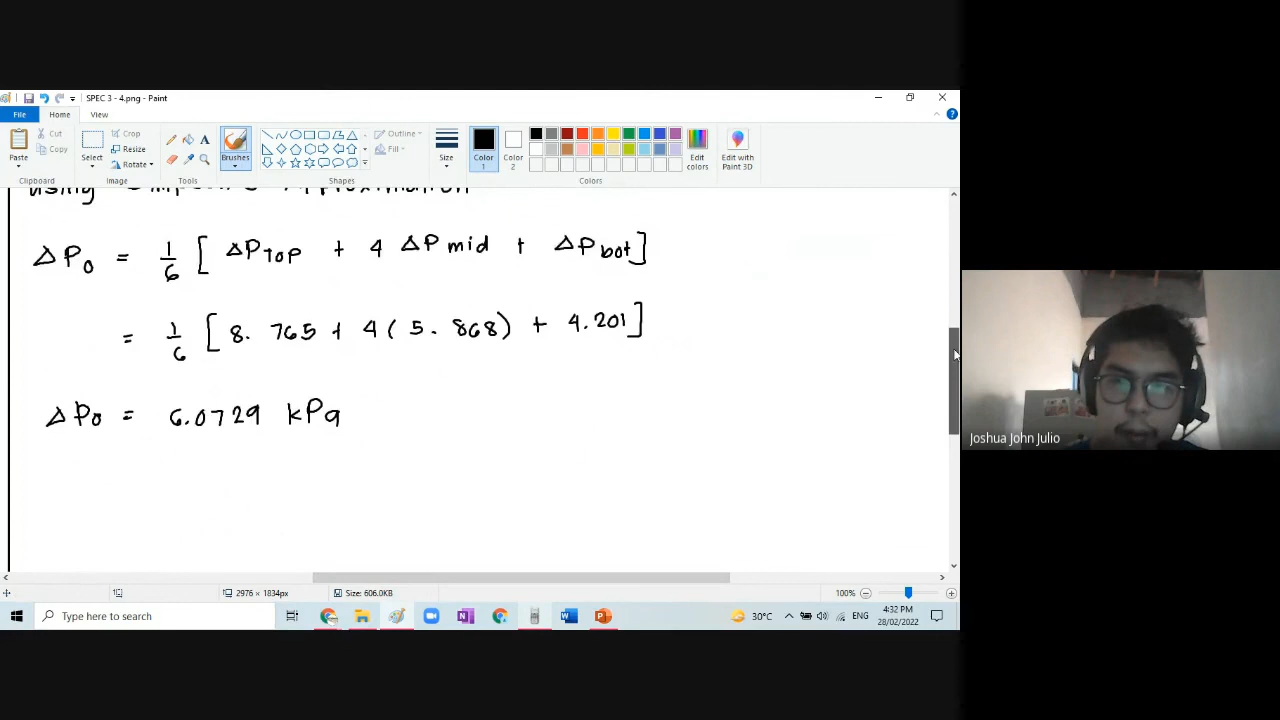 SPEC 3 - 4.png - Paint
File Home View
Paste
Cut
Copy
Clipboard
Select
Crop
Resize
Rotate
Image
Tools
Brushes
Shapes
Outline
Fill
Size
Color 1
Color 2
Edit colors
Colors
Edit with Paint 3D
using
ΔP₀ = 1/6 [ ΔPTOP + 4 ΔPmid + ΔPbot ]
= 1/6 [ 8.765 + 4(5.868) + 4.201 ]
ΔP₀ = 6.0729 kPa
Joshua John Julio
2976 × 1834px
Size: 606.0KB
100%
Type here to search
30°C
ENG
4:32 PM
28/02/2022